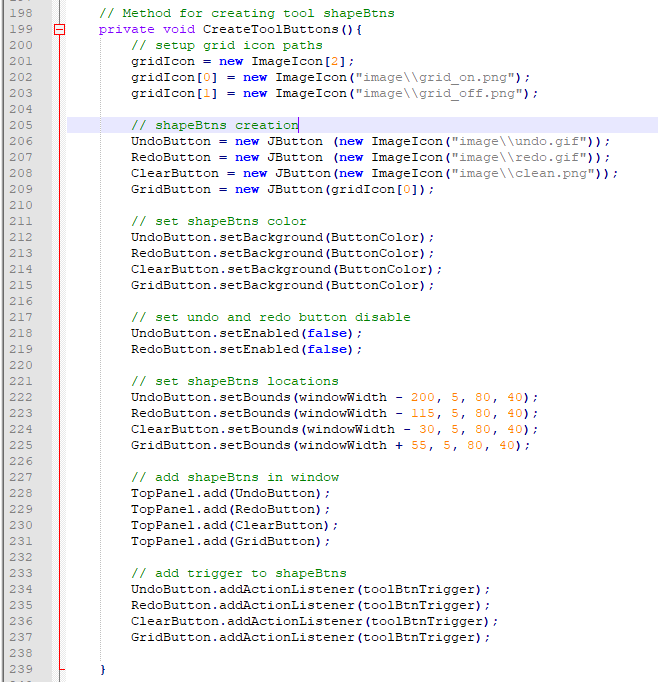 198 // Method for creating tool shapeBtns
199 private void CreateToolButtons(){
200 // setup grid icon paths
201 gridIcon = new ImageIcon[2];
202 gridIcon[0] = new ImageIcon("image\\grid_on.png");
203 gridIcon[1] = new ImageIcon("image\\grid_off.png");
204
205 // shapeBtns creation
206 UndoButton = new JButton (new ImageIcon("image\\undo.gif"));
207 RedoButton = new JButton (new ImageIcon("image\\redo.gif"));
208 ClearButton = new JButton(new ImageIcon("image\\clean.png"));
209 GridButton = new JButton(gridIcon[0]);
210
211 // set shapeBtns color
212 UndoButton.setBackground(ButtonColor);
213 RedoButton.setBackground(ButtonColor);
214 ClearButton.setBackground(ButtonColor);
215 GridButton.setBackground(ButtonColor);
216
217 // set undo and redo button disable
218 UndoButton.setEnabled(false);
219 RedoButton.setEnabled(false);
220
221 // set shapeBtns locations
222 UndoButton.setBounds(windowWidth - 200, 5, 80, 40);
223 RedoButton.setBounds(windowWidth - 115, 5, 80, 40);
224 ClearButton.setBounds(windowWidth - 30, 5, 80, 40);
225 GridButton.setBounds(windowWidth + 55, 5, 80, 40);
226
227 // add shapeBtns in window
228 TopPanel.add(UndoButton);
229 TopPanel.add(RedoButton);
230 TopPanel.add(ClearButton);
231 TopPanel.add(GridButton);
232
233 // add trigger to shapeBtns
234 UndoButton.addActionListener(toolBtnTrigger);
235 RedoButton.addActionListener(toolBtnTrigger);
236 ClearButton.addActionListener(toolBtnTrigger);
237 GridButton.addActionListener(toolBtnTrigger);
238
239 }